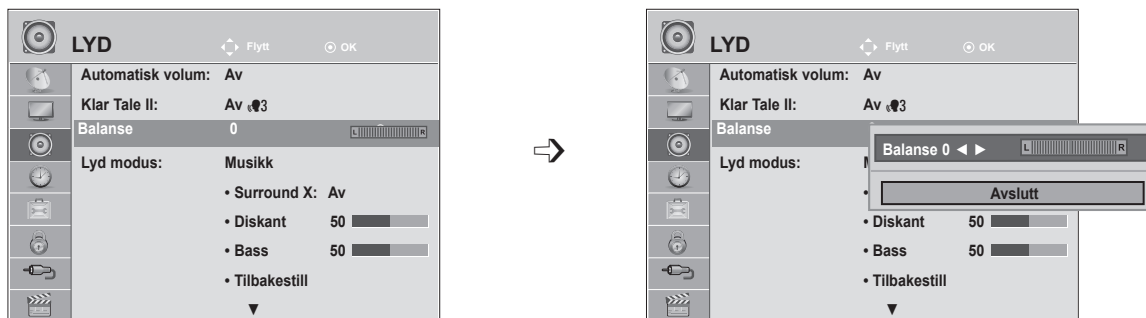 LYD Flytt OK
Automatisk volum: Av
Klar Tale II: Av 3
Balanse 0 L R
Lyd modus: Musikk
• Surround X: Av
• Diskant 50
• Bass 50
• Tilbakestill
▼
LYD Flytt OK
Automatisk volum: Av
Klar Tale II: Av 3
Balanse
Balanse 0 ◄ ► L R
Lyd modus:
Avslutt
• Diskant 50
• Bass 50
• Tilbakestill
▼